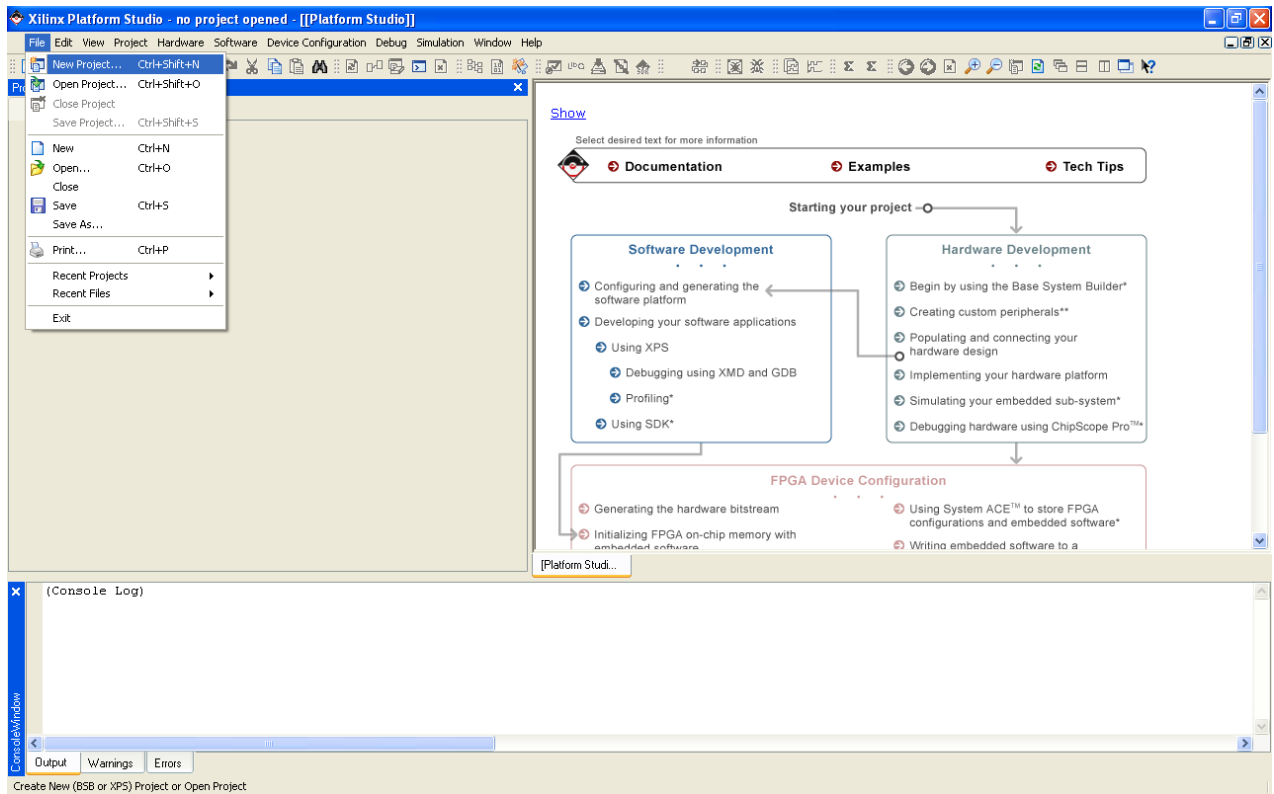 Xilinx Platform Studio - no project opened - [[Platform Studio]]
File Edit View Project Hardware Software Device Configuration Debug Simulation Window Help
New Project... Ctrl+Shift+N
Open Project... Ctrl+Shift+O
Close Project
Save Project... Ctrl+Shift+S
New Ctrl+N
Open... Ctrl+O
Close
Save Ctrl+S
Save As...
Print... Ctrl+P
Recent Projects
Recent Files
Exit
Show
Select desired text for more information
Documentation Examples Tech Tips
Starting your project
Software Development
Configuring and generating the
software platform
Developing your software applications
Using XPS
Debugging using XMD and GDB
Profiling*
Using SDK*
Hardware Development
Begin by using the Base System Builder*
Creating custom peripherals**
Populating and connecting your
hardware design
Implementing your hardware platform
Simulating your embedded sub-system*
Debugging hardware using ChipScope Pro™*
FPGA Device Configuration
Generating the hardware bitstream
Initializing FPGA on-chip memory with
embedded software
Using System ACE™ to store FPGA
configurations and embedded software*
Writing embedded software to a
[Platform Studi...
(Console Log)
ConsoleWindow
Output Warnings Errors
Create New (BSB or XPS) Project or Open Project